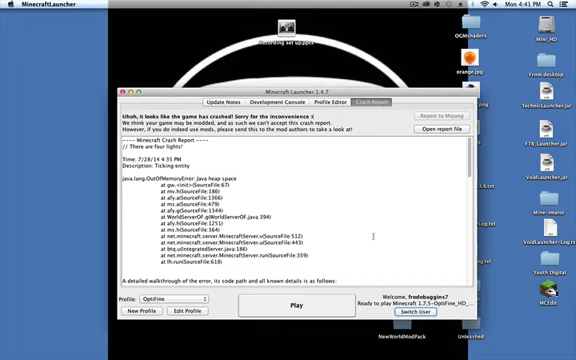 MinecraftLauncher
Mon 4:41 PM
Recording set up.pptx
OGMshaders
Mini_HD
orange.jpg
From desktop
TechnicLauncher.jar
FTB_Launcher.jar
VoidLauncher.jar
Mine-imator
VoidLauncher-Log.txt
Youth Digital
MCEdit
NewWorldModPack
Unleashed
Minecraft Launcher 1.4.7
Update Notes
Development Console
Profile Editor
Crash Report
Uhoh, it looks like the game has crashed! Sorry for the inconvenience :(
We think your game may be modded, and as such we can't accept this crash report.
However, if you do indeed use mods, please send this to the mod authors to take a look at!
Report to Mojang
Open report file
---- Minecraft Crash Report ----
// There are four lights!
Time: 7/28/14 4:35 PM
Description: Ticking entity
java.lang.OutOfMemoryError: Java heap space
at gw.<init>(SourceFile:67)
at mv.h(SourceFile:186)
at afy.a(SourceFile:1366)
at ms.a(SourceFile:479)
at afy.g(SourceFile:1344)
at WorldServerOF.g(WorldServerOF.java:394)
at afy.h(SourceFile:1251)
at ms.h(SourceFile:364)
at net.minecraft.server.MinecraftServer.v(SourceFile:512)
at net.minecraft.server.MinecraftServer.u(SourceFile:443)
at net.minecraft.server.MinecraftServer.run(SourceFile:359)
at lh.run(SourceFile:618)
A detailed walkthrough of the error, its code path and all known details is as follows:
Profile:
OptiFine
New Profile
Edit Profile
Play
Welcome, frodobaggins7
Ready to play Minecraft 1.7.5-OptiFine_HD_...
Switch User